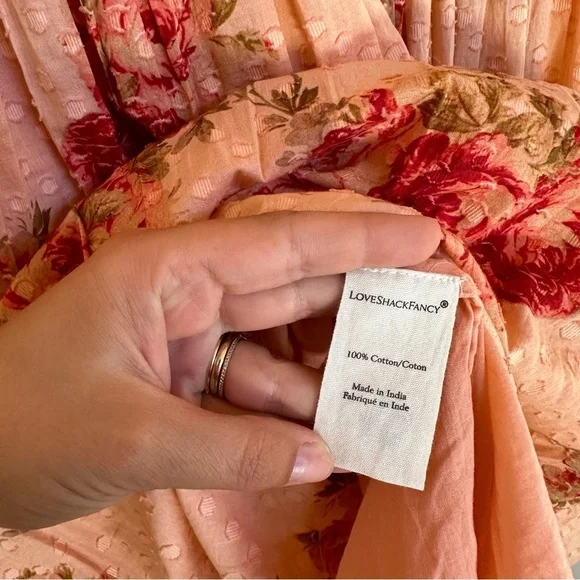 LoveShackFancy®
100% Cotton/Coton
Made in India
Fabriqué en Inde